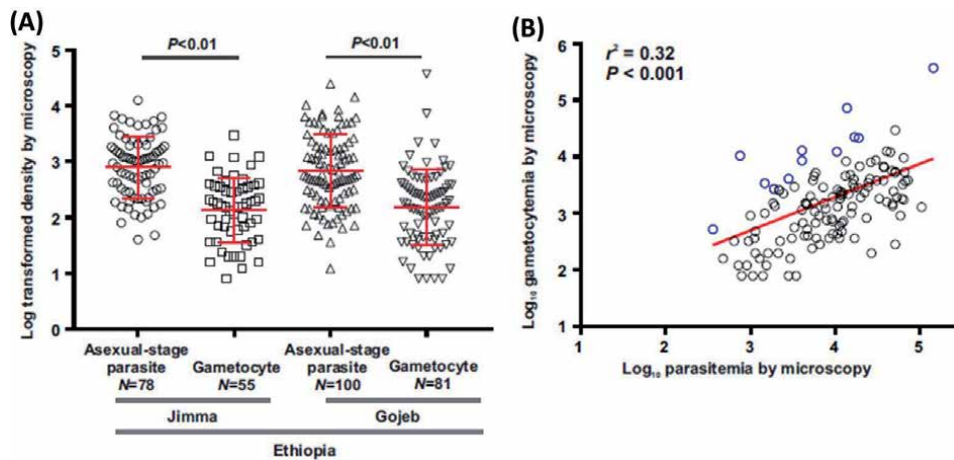 (A)
P<0.01
P<0.01
Log transformed density by microscopy
5
4
3
2
1
0
Asexual-stage
parasite
N=78
Gametocyte
N=55
Asexual-stage
parasite
N=100
Gametocyte
N=81
Jimma
Gojeb
Ethiopia
(B)
r² = 0.32
P < 0.001
Log₁₀ gametocytemia by microscopy
6
5
4
3
2
1
1
2
3
4
5
Log₁₀ parasitemia by microscopy